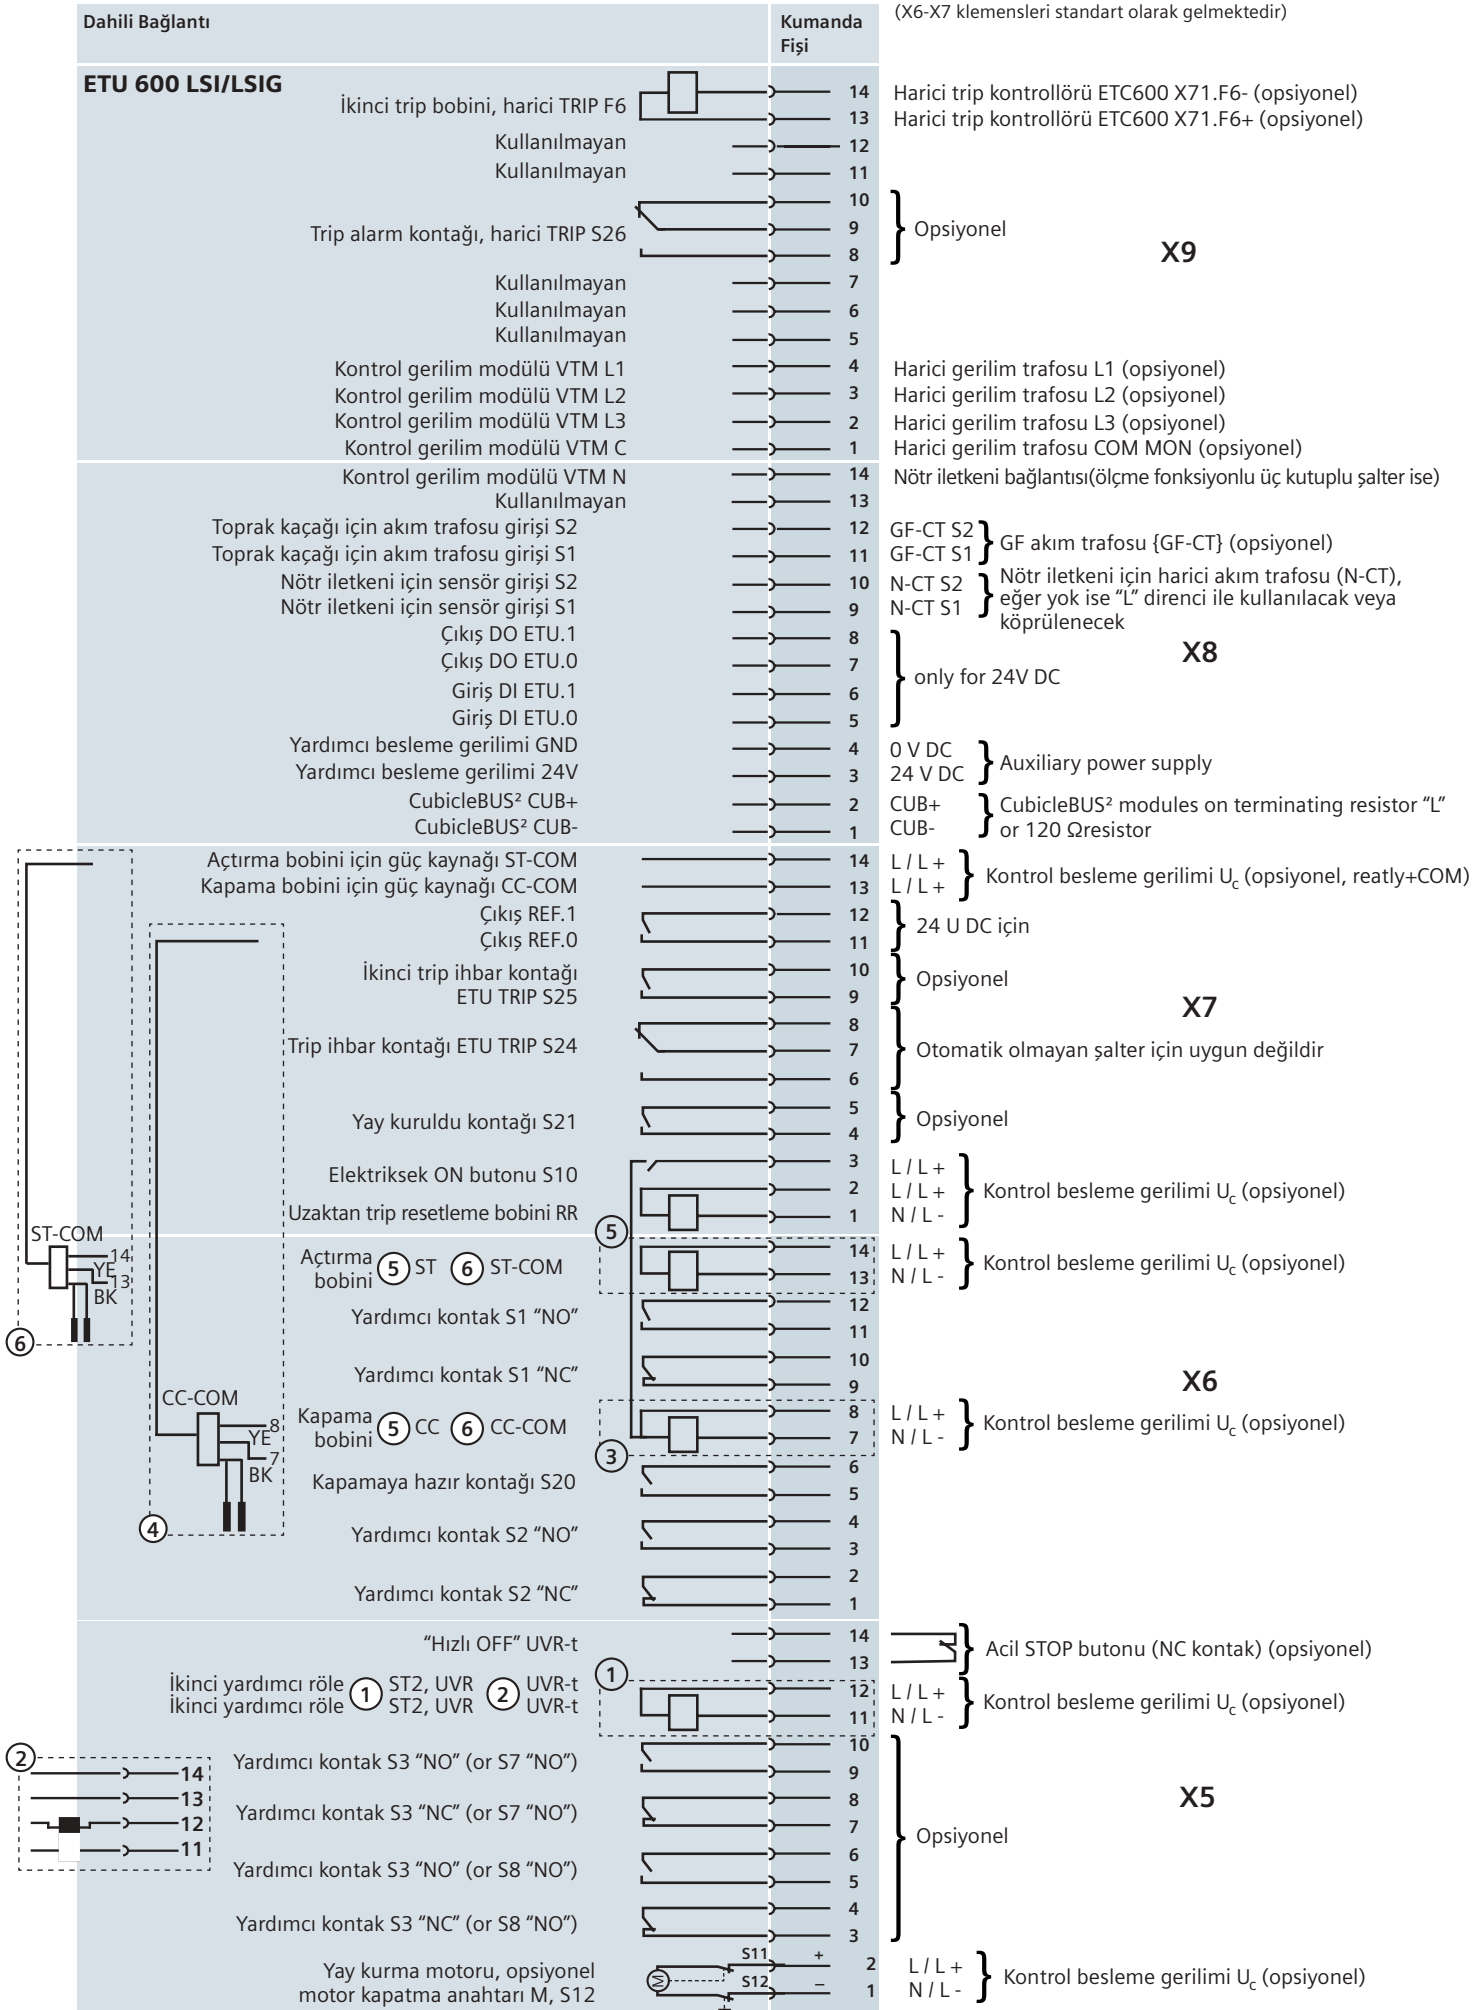 Dahili Bağlantı
Kumanda
Fişi
(X6-X7 klemensleri standart olarak gelmektedir)
ETU 600 LSI/LSIG
İkinci trip bobini, harici TRIP F6
14 Harici trip kontrollörü ETC600 X71.F6- (opsiyonel)
13 Harici trip kontrollörü ETC600 X71.F6+ (opsiyonel)
Kullanılmayan 12
Kullanılmayan 11
10
Trip alarm kontağı, harici TRIP S26 9 Opsiyonel
8
X9
Kullanılmayan 7
Kullanılmayan 6
Kullanılmayan 5
Kontrol gerilim modülü VTM L1 4 Harici gerilim trafosu L1 (opsiyonel)
Kontrol gerilim modülü VTM L2 3 Harici gerilim trafosu L2 (opsiyonel)
Kontrol gerilim modülü VTM L3 2 Harici gerilim trafosu L3 (opsiyonel)
Kontrol gerilim modülü VTM C 1 Harici gerilim trafosu COM MON (opsiyonel)
Kontrol gerilim modülü VTM N 14 Nötr iletkeni bağlantısı(ölçme fonksiyonlu üç kutuplu şalter ise)
Kullanılmayan 13
Toprak kaçağı için akım trafosu girişi S2 12 GF-CT S2
Toprak kaçağı için akım trafosu girişi S1 11 GF-CT S1
GF akım trafosu {GF-CT} (opsiyonel)
Nötr iletkeni için sensör girişi S2 10 N-CT S2
Nötr iletkeni için sensör girişi S1 9 N-CT S1
Nötr iletkeni için harici akım trafosu (N-CT),
eğer yok ise “L” direnci ile kullanılacak veya
köprülenecek
Çıkış DO ETU.1 8
Çıkış DO ETU.0 7
X8
only for 24V DC
Giriş DI ETU.1 6
Giriş DI ETU.0 5
Yardımcı besleme gerilimi GND 4 0 V DC
Yardımcı besleme gerilimi 24V 3 24 V DC
Auxiliary power supply
CubicleBUS² CUB+ 2 CUB+
CubicleBUS² CUB- 1 CUB-
CubicleBUS² modules on terminating resistor “L”
or 120 Ωresistor
Açtırma bobini için güç kaynağı ST-COM 14 L / L +
Kapama bobini için güç kaynağı CC-COM 13 L / L +
Kontrol besleme gerilimi Uc (opsiyonel, reatly+COM)
Çıkış REF.1 12
Çıkış REF.0 11
24 U DC için
İkinci trip ihbar kontağı 10
ETU TRIP S25 9
Opsiyonel
X7
8
Trip ihbar kontağı ETU TRIP S24 7 Otomatik olmayan şalter için uygun değildir
6
5
Yay kuruldu kontağı S21 Opsiyonel
4
Elektriksek ON butonu S10 3 L / L +
2 L / L +
Kontrol besleme gerilimi Uc (opsiyonel)
Uzaktan trip resetleme bobini RR 1 N / L -
5
ST-COM
14
YE
13
BK
6
Açtırma
bobini 5 ST 6 ST-COM
14 L / L +
13 N / L -
Kontrol besleme gerilimi Uc (opsiyonel)
Yardımcı kontak S1 “NO” 12
11
Yardımcı kontak S1 “NC” 10
9
X6
CC-COM
8
YE
7
BK
4
Kapama
bobini 5 CC 6 CC-COM
8 L / L +
7 N / L -
Kontrol besleme gerilimi Uc (opsiyonel)
3
Kapamaya hazır kontağı S20 6
5
Yardımcı kontak S2 “NO” 4
3
Yardımcı kontak S2 “NC” 2
1
“Hızlı OFF” UVR-t 14
13
Acil STOP butonu (NC kontak) (opsiyonel)
1
İkinci yardımcı röle 1 ST2, UVR 2 UVR-t 12 L / L +
İkinci yardımcı röle ST2, UVR UVR-t 11 N / L -
Kontrol besleme gerilimi Uc (opsiyonel)
2
14
13
12
11
Yardımcı kontak S3 “NO” (or S7 “NO”) 10
9
X5
Yardımcı kontak S3 “NC” (or S7 “NO”) 8
7
Opsiyonel
Yardımcı kontak S3 “NO” (or S8 “NO”) 6
5
Yardımcı kontak S3 “NC” (or S8 “NO”) 4
3
Yay kurma motoru, opsiyonel
motor kapatma anahtarı M, S12
M
S11 + 2 L / L +
S12 – 1 N / L -
Kontrol besleme gerilimi Uc (opsiyonel)